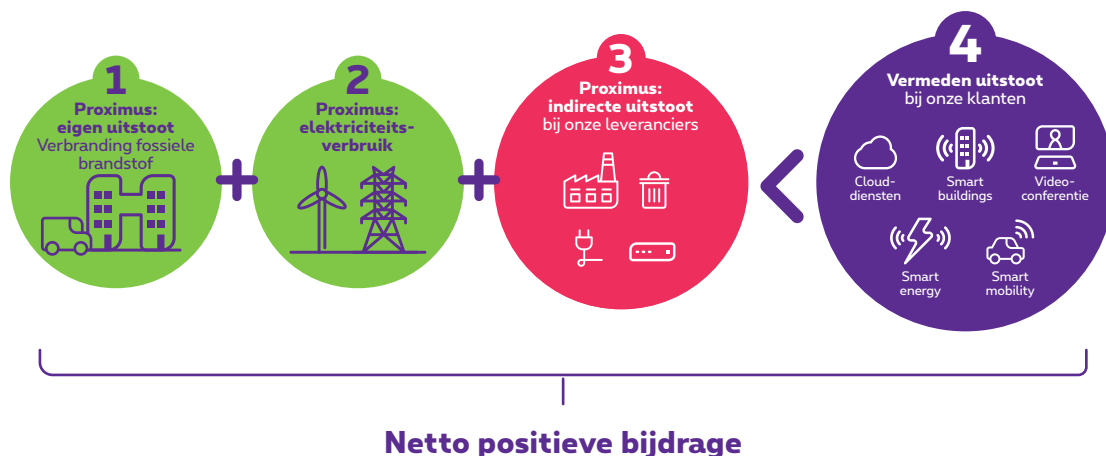 1
Proximus:
eigen uitstoot
Verbranding fossiele
brandstof
+
2
Proximus:
elektriciteits-
verbruik
+
3
Proximus:
indirecte uitstoot
bij onze leveranciers
<
4
Vermeden uitstoot
bij onze klanten
Cloud-
diensten
Smart
buildings
Video-
conferentie
Smart
energy
Smart
mobility
Netto positieve bijdrage